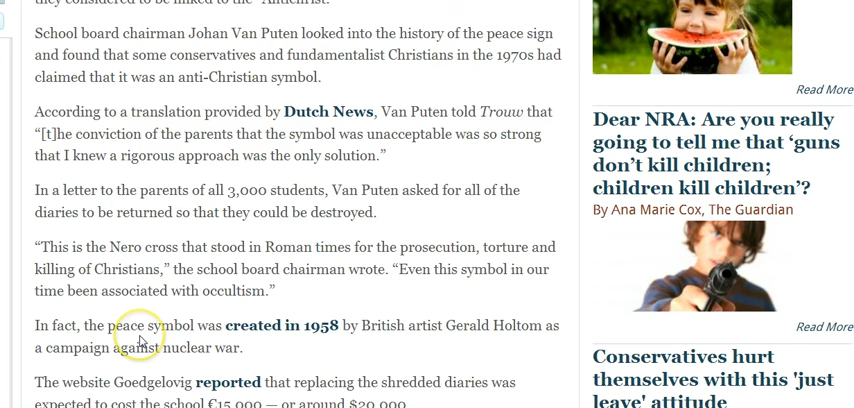 they considered to be linked to the "Antichrist."
School board chairman Johan Van Puten looked into the history of the peace sign
and found that some conservatives and fundamentalist Christians in the 1970s had
claimed that it was an anti-Christian symbol.
According to a translation provided by Dutch News, Van Puten told Trouw that
“[t]he conviction of the parents that the symbol was unacceptable was so strong
that I knew a rigorous approach was the only solution.”
In a letter to the parents of all 3,000 students, Van Puten asked for all of the
diaries to be returned so that they could be destroyed.
“This is the Nero cross that stood in Roman times for the prosecution, torture and
killing of Christians,” the school board chairman wrote. “Even this symbol in our
time been associated with occultism.”
In fact, the peace symbol was created in 1958 by British artist Gerald Holtom as
a campaign against nuclear war.
The website Goedgelovig reported that replacing the shredded diaries was
expected to cost the school €15,000 — or around $20,000
Read More
Dear NRA: Are you really
going to tell me that ‘guns
don’t kill children;
children kill children’?
By Ana Marie Cox, The Guardian
Read More
Conservatives hurt
themselves with this 'just
leave' attitude